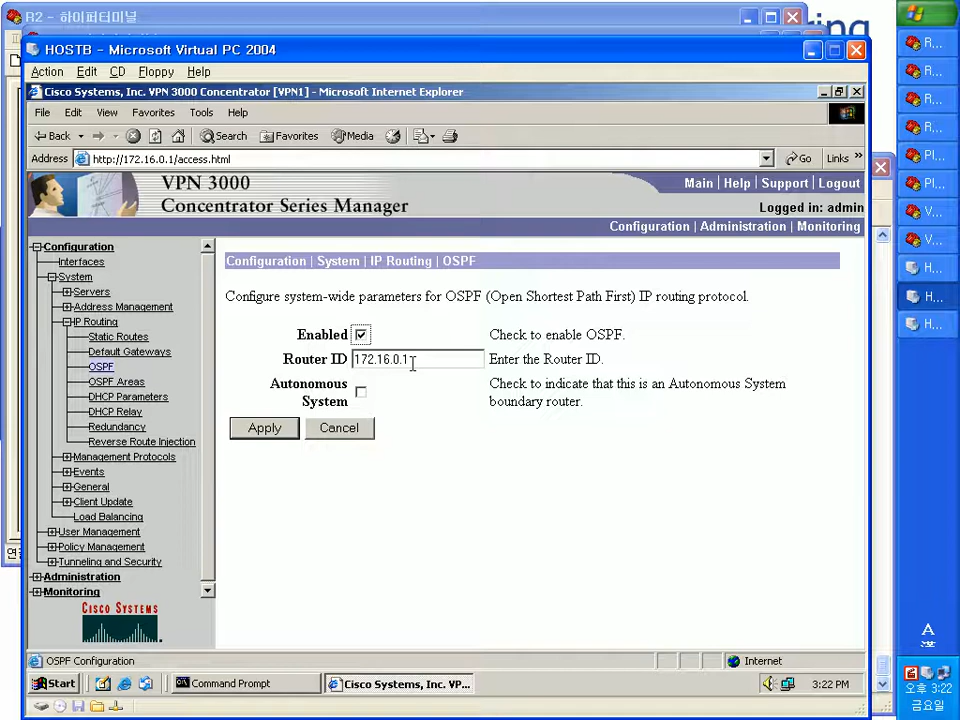 R2 - 하이퍼터미널
HOSTB - Microsoft Virtual PC 2004
Action Edit CD Floppy Help
Cisco Systems, Inc. VPN 3000 Concentrator [VPN1] - Microsoft Internet Explorer
File Edit View Favorites Tools Help
Back Search Favorites Media
Address http://172.16.0.1/access.html Go Links »
VPN 3000
Concentrator Series Manager
Main | Help | Support | Logout
Logged in: admin
Configuration | Administration | Monitoring
Configuration
Interfaces
System
Servers
Address Management
IP Routing
Static Routes
Default Gateways
OSPF
OSPF Areas
DHCP Parameters
DHCP Relay
Redundancy
Reverse Route Injection
Management Protocols
Events
General
Client Update
Load Balancing
User Management
Policy Management
Tunneling and Security
Administration
Monitoring
CISCO SYSTEMS
Configuration | System | IP Routing | OSPF
Configure system-wide parameters for OSPF (Open Shortest Path First) IP routing protocol.
Enabled Check to enable OSPF.
Router ID 172.16.0.1 Enter the Router ID.
Autonomous System Check to indicate that this is an Autonomous System
boundary router.
Apply Cancel
OSPF Configuration Internet
Start Command Prompt Cisco Systems, Inc. VP... 3:22 PM
R...
R...
R...
R...
Pl...
Pl...
V...
V...
H...
H...
H...
A
오후 3:22
금요일